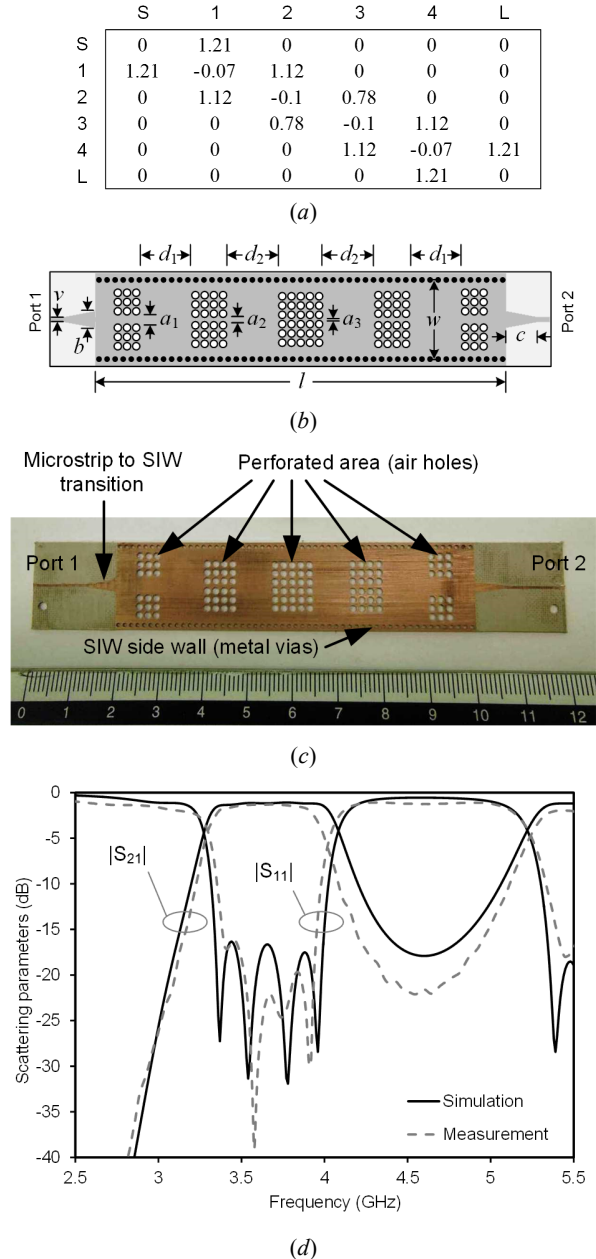 S 1 2 3 4 L
S 0 1.21 0 0 0 0
1 1.21 -0.07 1.12 0 0 0
2 0 1.12 -0.1 0.78 0 0
3 0 0 0.78 -0.1 1.12 0
4 0 0 0 1.12 -0.07 1.21
L 0 0 0 0 1.21 0
(a)
d1 d2 d2 d1
Port 1 v b a1 a2 a3 w c Port 2
l
(b)
Microstrip to SIW transition
Perforated area (air holes)
Port 1
Port 2
SIW side wall (metal vias)
0 1 2 3 4 5 6 7 8 9 10 11 12
(c)
0
-5
-10
-15
-20
-25
-30
-35
-40
Scattering parameters (dB)
|S21|
|S11|
Simulation
Measurement
2.5 3 3.5 4 4.5 5 5.5
Frequency (GHz)
(d)